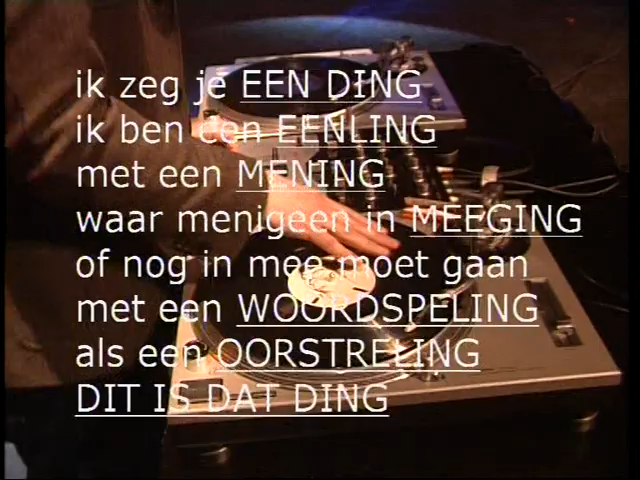 ik zeg je EEN DING
ik ben een EENLING
met een MENING
waar menigeen in MEEGING
of nog in mee moet gaan
met een WOORDSPELING
als een OORSTRELING
DIT IS DAT DING